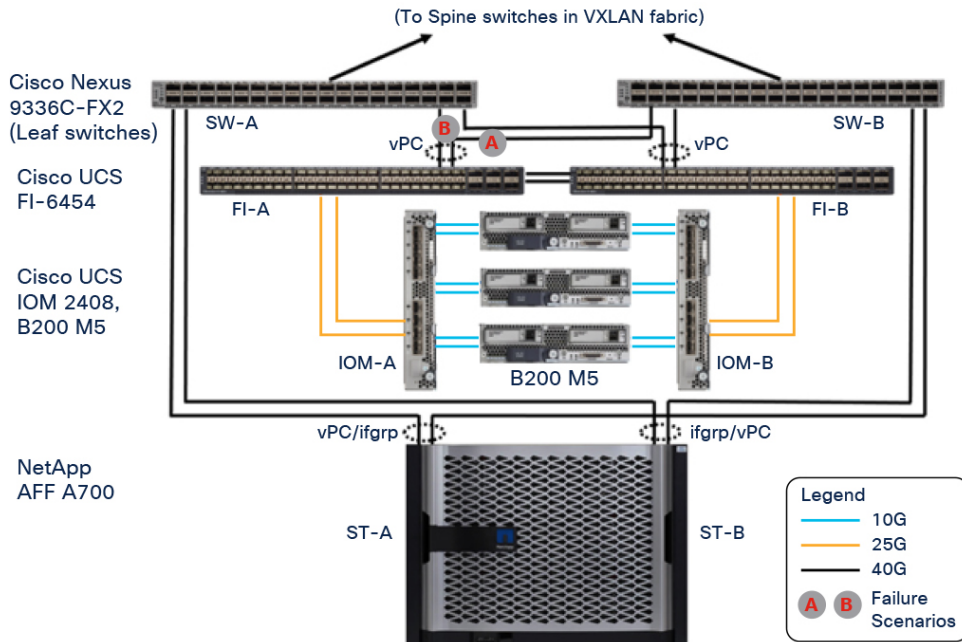 (To Spine switches in VXLAN fabric)
Cisco Nexus
9336C-FX2
(Leaf switches)
SW-A
SW-B
B
A
vPC
vPC
Cisco UCS
FI-6454
FI-A
FI-B
Cisco UCS
IOM 2408,
B200 M5
IOM-A
IOM-B
B200 M5
vPC/ifgrp
ifgrp/vPC
NetApp
AFF A700
ST-A
ST-B
Legend
10G
25G
40G
A B Failure
Scenarios